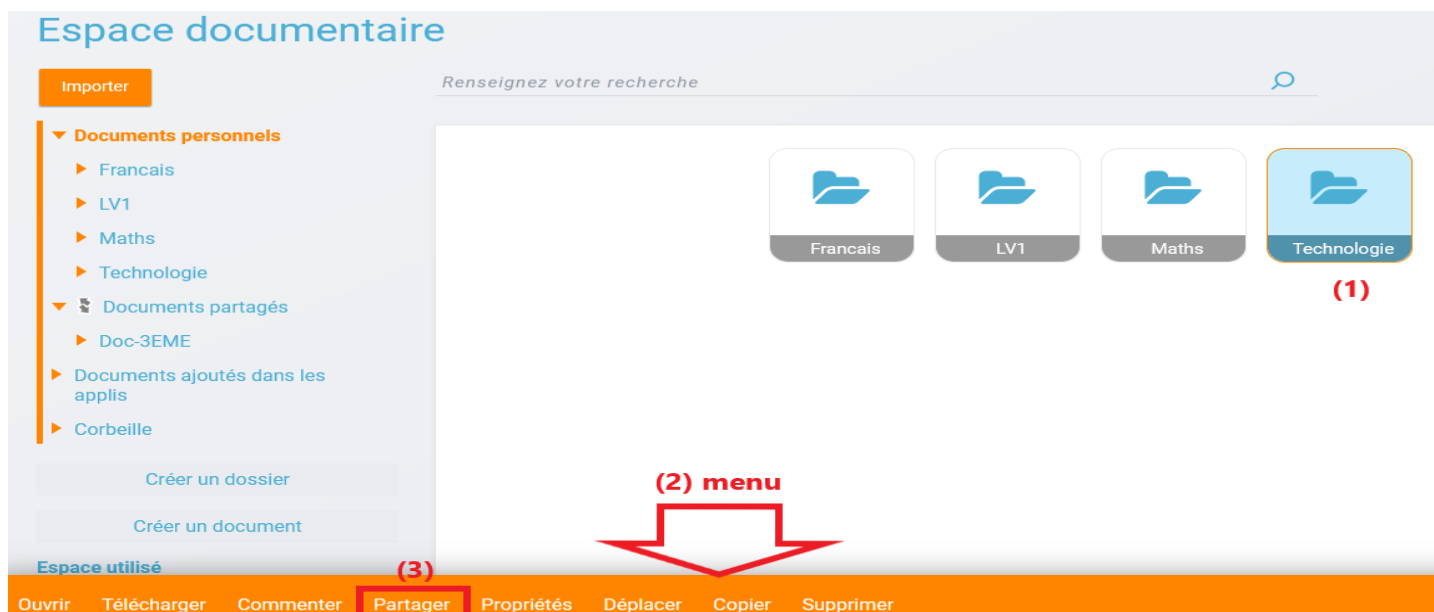 Espace documentaire
Importer
Renseignez votre recherche
Documents personnels
Francais
LV1
Maths
Technologie
Documents partagés
Doc-3EME
Documents ajoutés dans les
applis
Corbeille
Créer un dossier
Créer un document
Espace utilisé
Francais LV1 Maths Technologie
(1)
(2) menu
(3)
Ouvrir Télécharger Commenter Partager Propriétés Déplacer Copier Supprimer